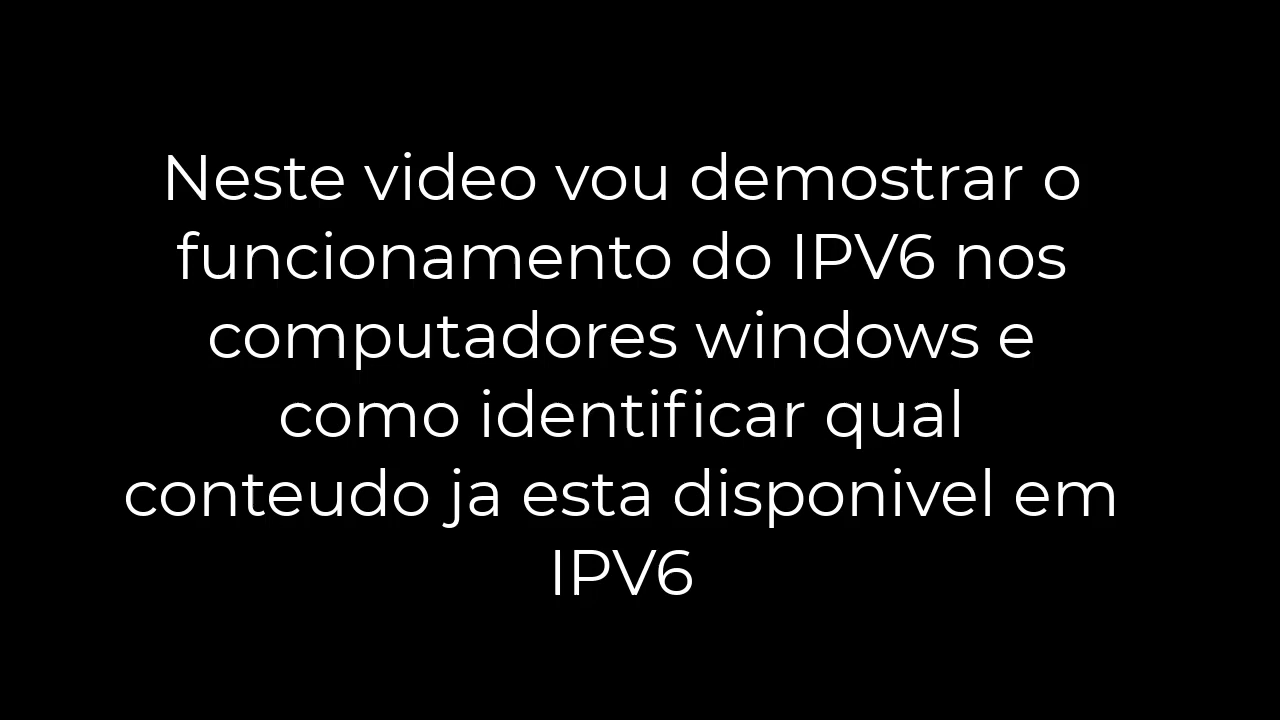 Neste video vou demostrar o
funcionamento do IPV6 nos
computadores windows e
como identificar qual
conteudo ja esta disponivel em
IPV6